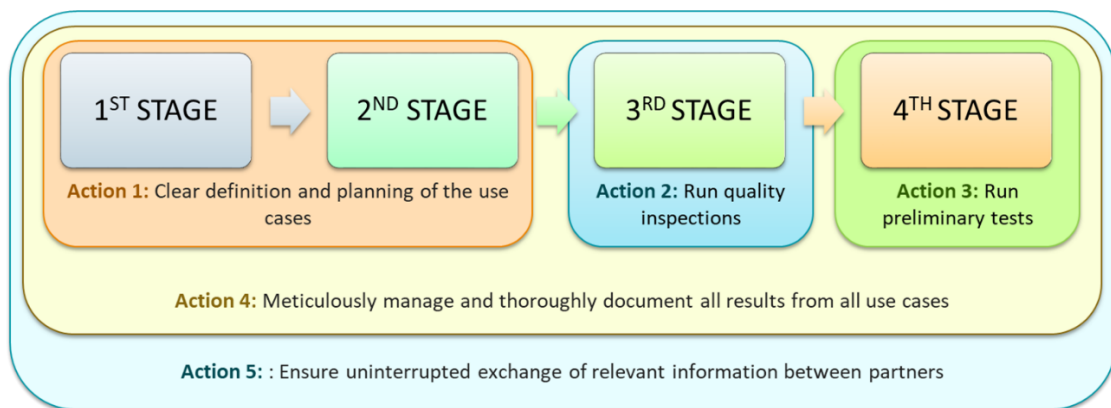 1ST STAGE
2ND STAGE
3RD STAGE
4TH STAGE
Action 1: Clear definition and planning of the use
cases
Action 2: Run quality
inspections
Action 3: Run
preliminary tests
Action 4: Meticulously manage and thoroughly document all results from all use cases
Action 5: : Ensure uninterrupted exchange of relevant information between partners